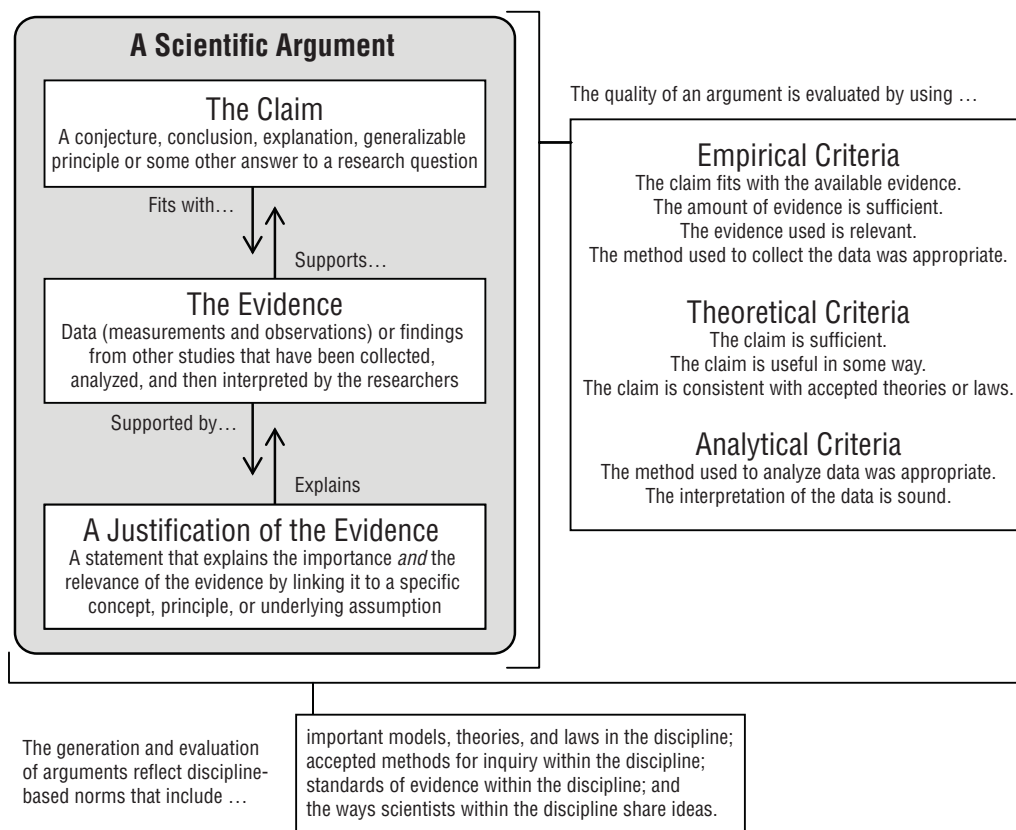 A Scientific Argument
The Claim
A conjecture, conclusion, explanation, generalizable
principle or some other answer to a research question
Fits with…
Supports…
The Evidence
Data (measurements and observations) or findings
from other studies that have been collected,
analyzed, and then interpreted by the researchers
Supported by…
Explains
A Justification of the Evidence
A statement that explains the importance and the
relevance of the evidence by linking it to a specific
concept, principle, or underlying assumption
The quality of an argument is evaluated by using …
Empirical Criteria
The claim fits with the available evidence.
The amount of evidence is sufficient.
The evidence used is relevant.
The method used to collect the data was appropriate.
Theoretical Criteria
The claim is sufficient.
The claim is useful in some way.
The claim is consistent with accepted theories or laws.
Analytical Criteria
The method used to analyze data was appropriate.
The interpretation of the data is sound.
The generation and evaluation
of arguments reflect discipline-
based norms that include …
important models, theories, and laws in the discipline;
accepted methods for inquiry within the discipline;
standards of evidence within the discipline; and
the ways scientists within the discipline share ideas.